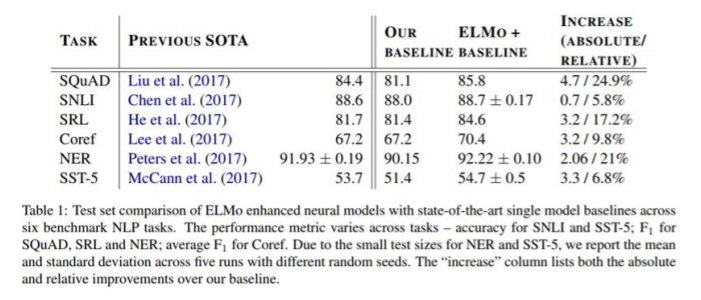 TASK PREVIOUS SOTA OUR BASELINE ELMO + BASELINE INCREASE (ABSOLUTE/ RELATIVE)
SQuAD Liu et al. (2017) 84.4 81.1 85.8 4.7 / 24.9%
SNLI Chen et al. (2017) 88.6 88.0 88.7 ± 0.17 0.7 / 5.8%
SRL He et al. (2017) 81.7 81.4 84.6 3.2 / 17.2%
Coref Lee et al. (2017) 67.2 67.2 70.4 3.2 / 9.8%
NER Peters et al. (2017) 91.93 ± 0.19 90.15 92.22 ± 0.10 2.06 / 21%
SST-5 McCann et al. (2017) 53.7 51.4 54.7 ± 0.5 3.3 / 6.8%
Table 1: Test set comparison of ELMo enhanced neural models with state-of-the-art single model baselines across
six benchmark NLP tasks. The performance metric varies across tasks – accuracy for SNLI and SST-5; F1 for
SQuAD, SRL and NER; average F1 for Coref. Due to the small test sizes for NER and SST-5, we report the mean
and standard deviation across five runs with different random seeds. The “increase” column lists both the absolute
and relative improvements over our baseline.